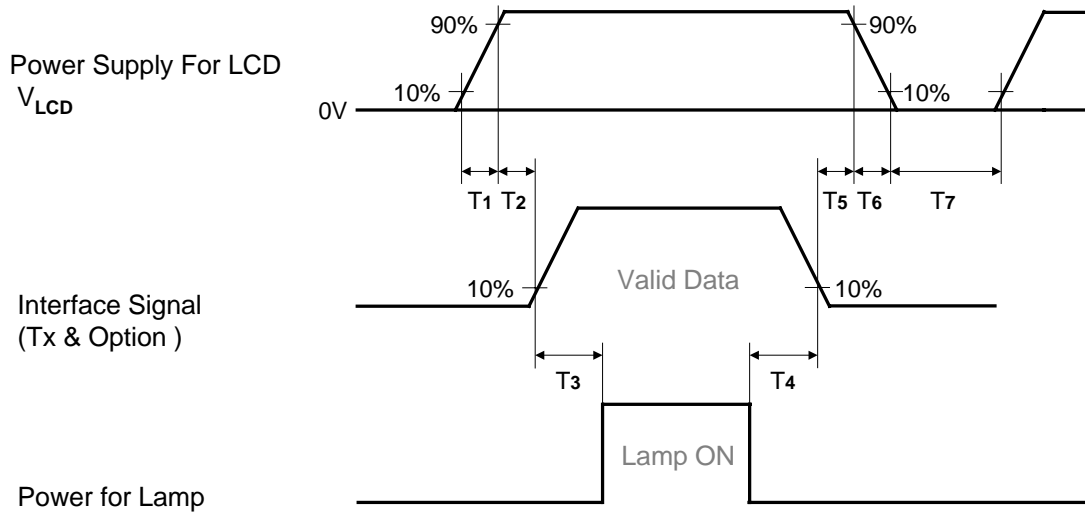 90%
90%
Power Supply For LCD
VLCD
10%
10%
0V
T1 T2
T5 T6 T7
Valid Data
10%
10%
Interface Signal
(Tx & Option )
T3
T4
Lamp ON
Power for Lamp